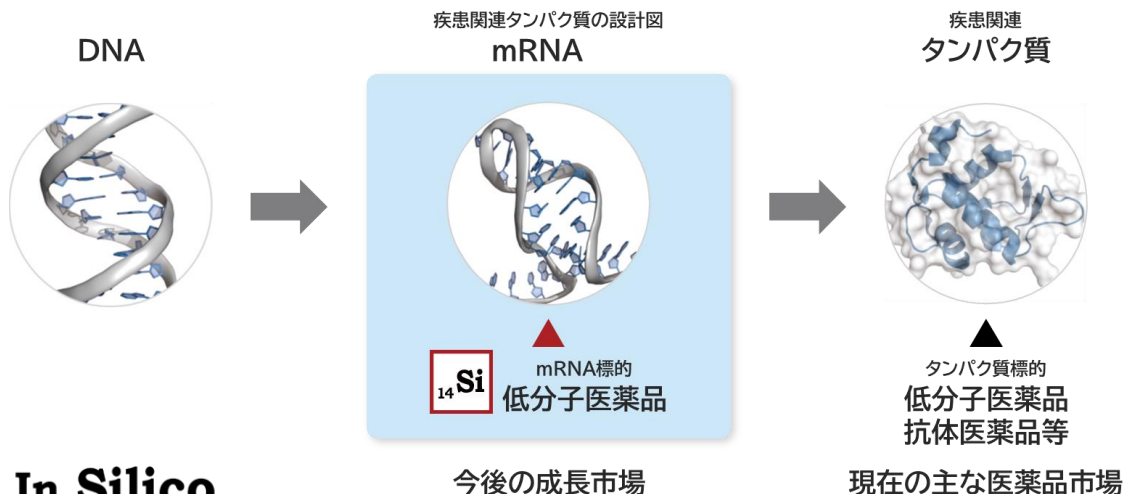 DNA
疾患関連タンパク質の設計図
mRNA
疾患関連
タンパク質
14Si
mRNA標的
低分子医薬品
タンパク質標的
低分子医薬品
抗体医薬品等
In Silico
今後の成長市場
現在の主な医薬品市場